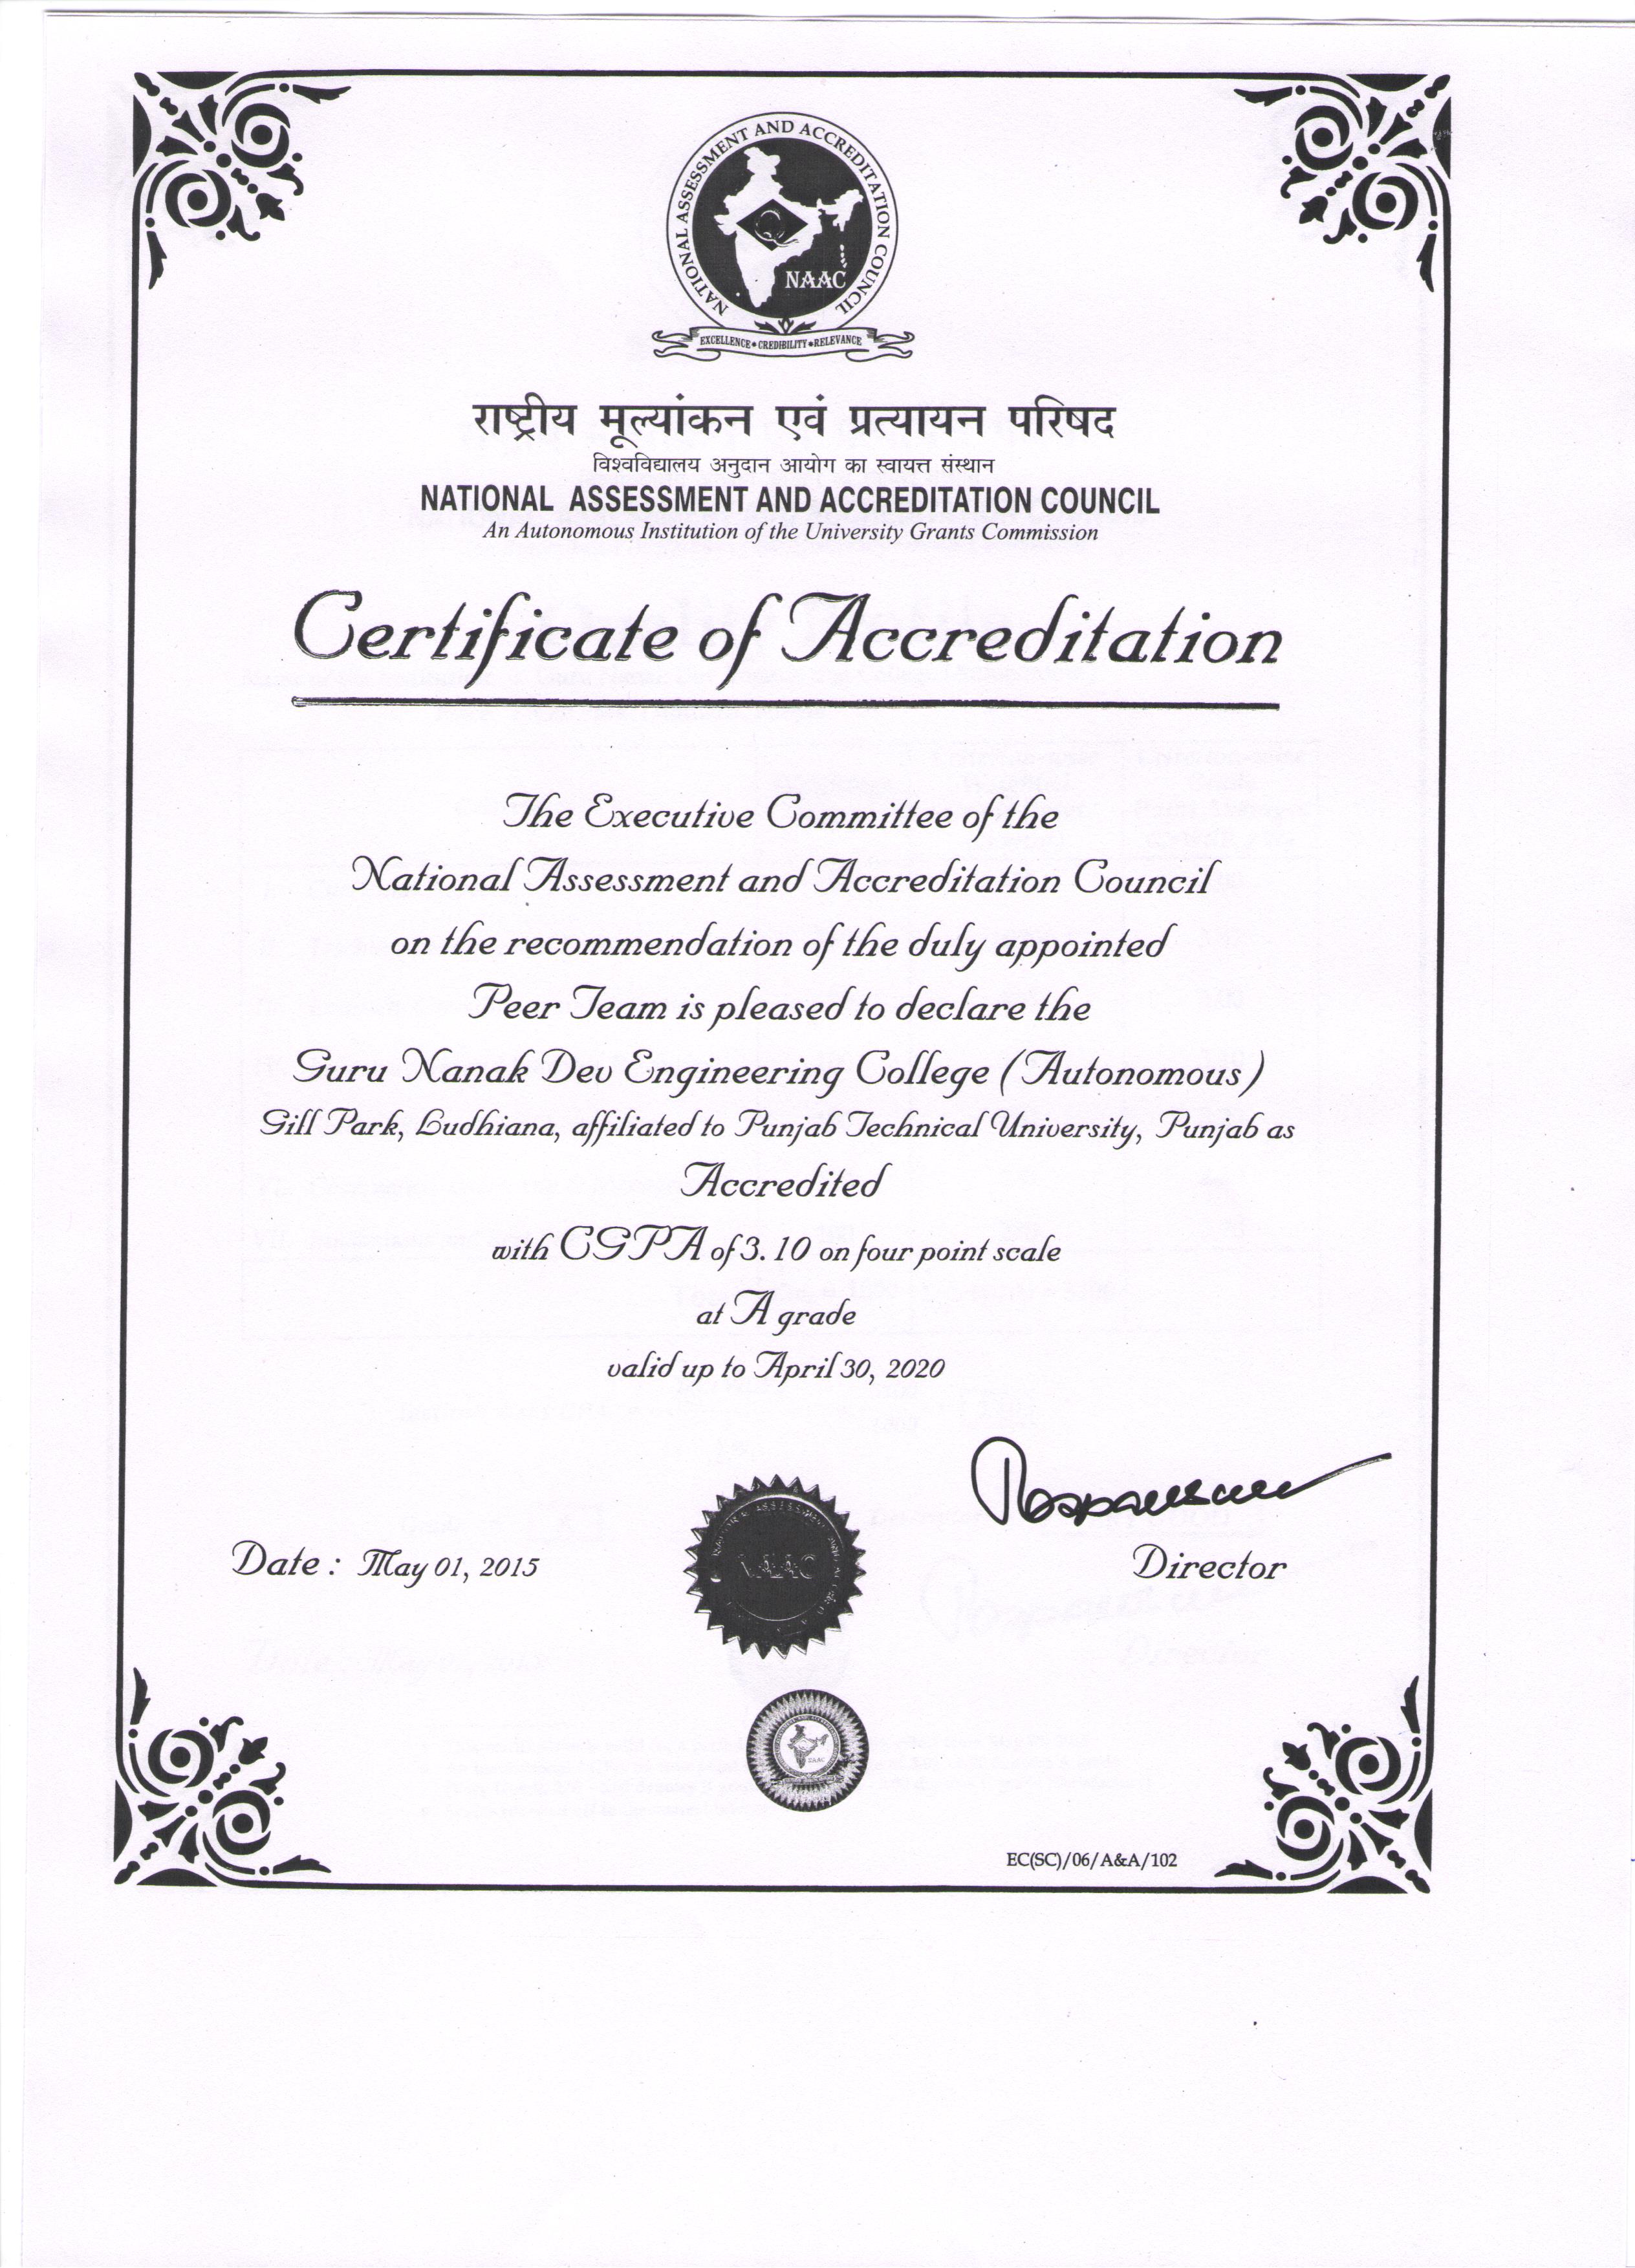 NATIONAL ASSESSMENT AND ACCREDITATION COUNCIL
NAAC
EXCELLENCE • CREDIBILITY • RELEVANCE
राष्ट्रीय मूल्यांकन एवं प्रत्यायन परिषद
विश्वविद्यालय अनुदान आयोग का स्वायत्त संस्थान
NATIONAL ASSESSMENT AND ACCREDITATION COUNCIL
An Autonomous Institution of the University Grants Commission
Certificate of Accreditation
The Executive Committee of the
National Assessment and Accreditation Council
on the recommendation of the duly appointed
Peer Team is pleased to declare the
Guru Nanak Dev Engineering College (Autonomous)
Gill Park, Ludhiana, affiliated to Punjab Technical University, Punjab as
Accredited
with CGPA of 3.10 on four point scale
at A grade
valid up to April 30, 2020
Date : May 01, 2015
NAAC
Director
NAAC
EC(SC)/06/A&A/102